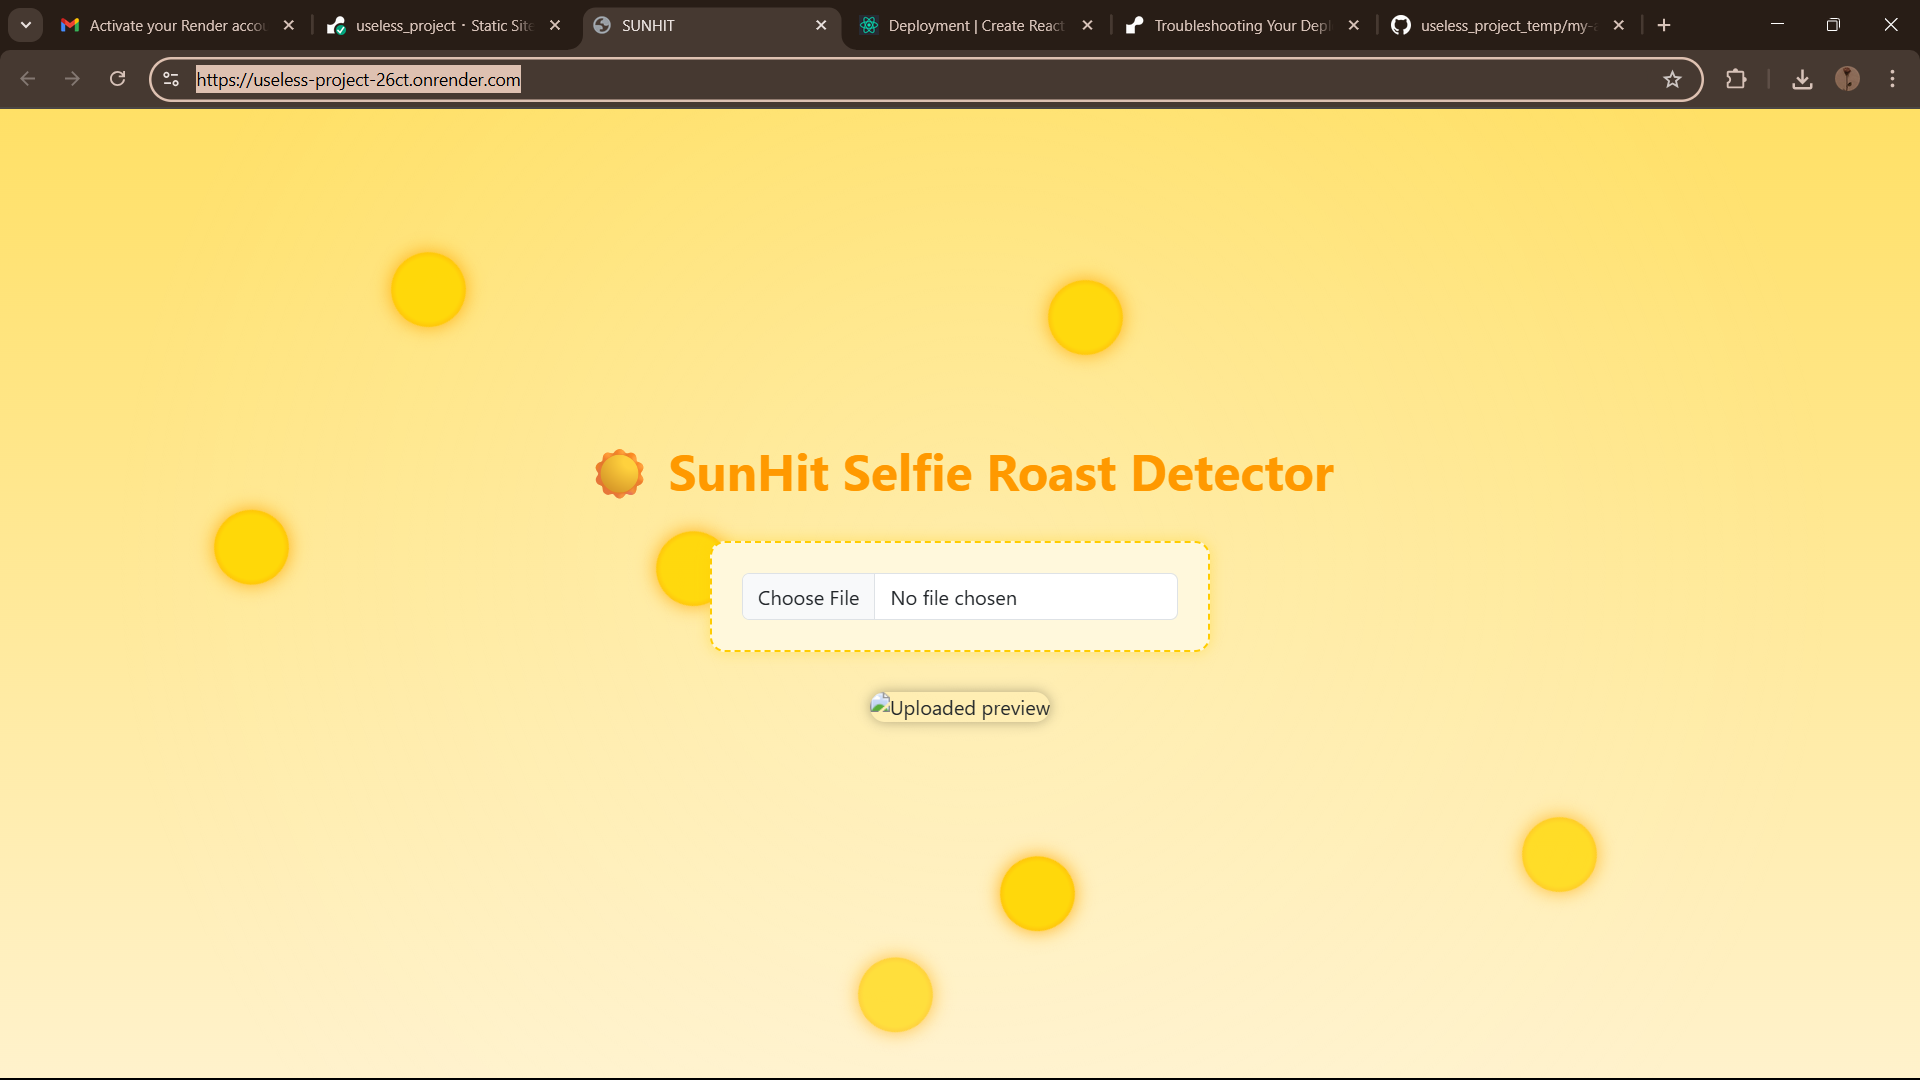 Activate your Render accou
useless_project · Static Site
SUNHIT
Deployment | Create React
Troubleshooting Your Depl
useless_project_temp/my-a
https://useless-project-26ct.onrender.com
SunHit Selfie Roast Detector
Choose File
No file chosen
Uploaded preview